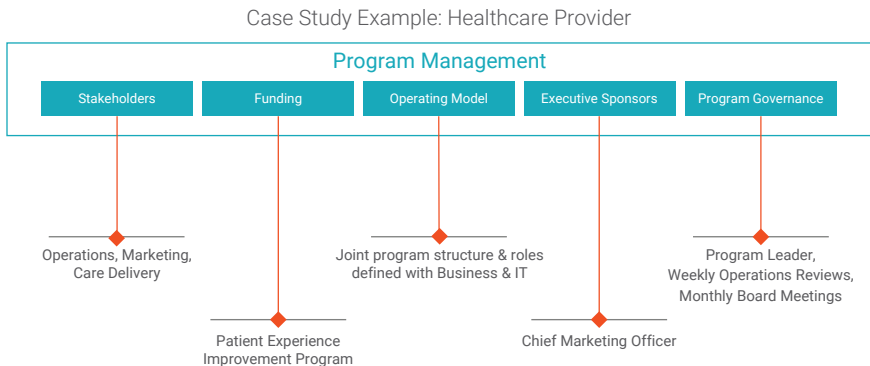 Case Study Example: Healthcare Provider
Program Management
Stakeholders
Funding
Operating Model
Executive Sponsors
Program Governance
Operations, Marketing,
Care Delivery
Joint program structure & roles
defined with Business & IT
Program Leader,
Weekly Operations Reviews,
Monthly Board Meetings
Patient Experience
Improvement Program
Chief Marketing Officer